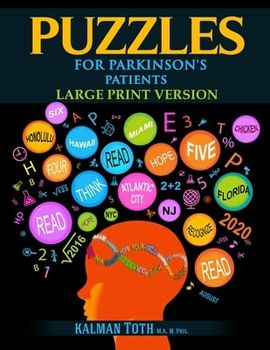 PUZZLES
FOR PARKINSON'S
PATIENTS
LARGE PRINT VERSION
SIX
HONOLULU
HAWAII
MIAMI
CHICKEN
FOUR
READ
HOPE
FIVE
2+2
THINK
ATLANTIC
CITY
FLORIDA
READ
HOPE
NYC
NJ
RECOGNIZE
2020
√2016
READ
AUGUST
KALMAN TOTH M.A. M. PHIL